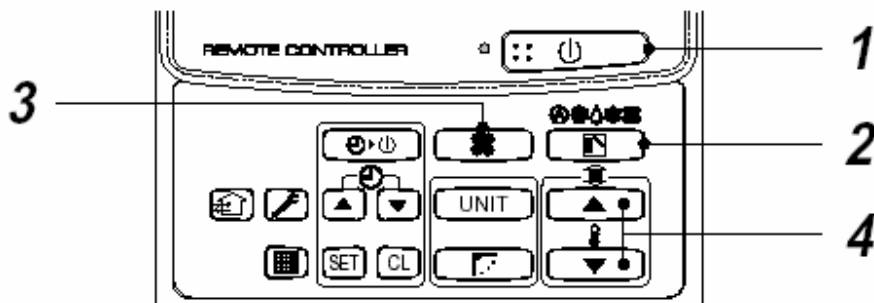 REMOTE CONTROLLER
1
3
2
UNIT
4
SET CL